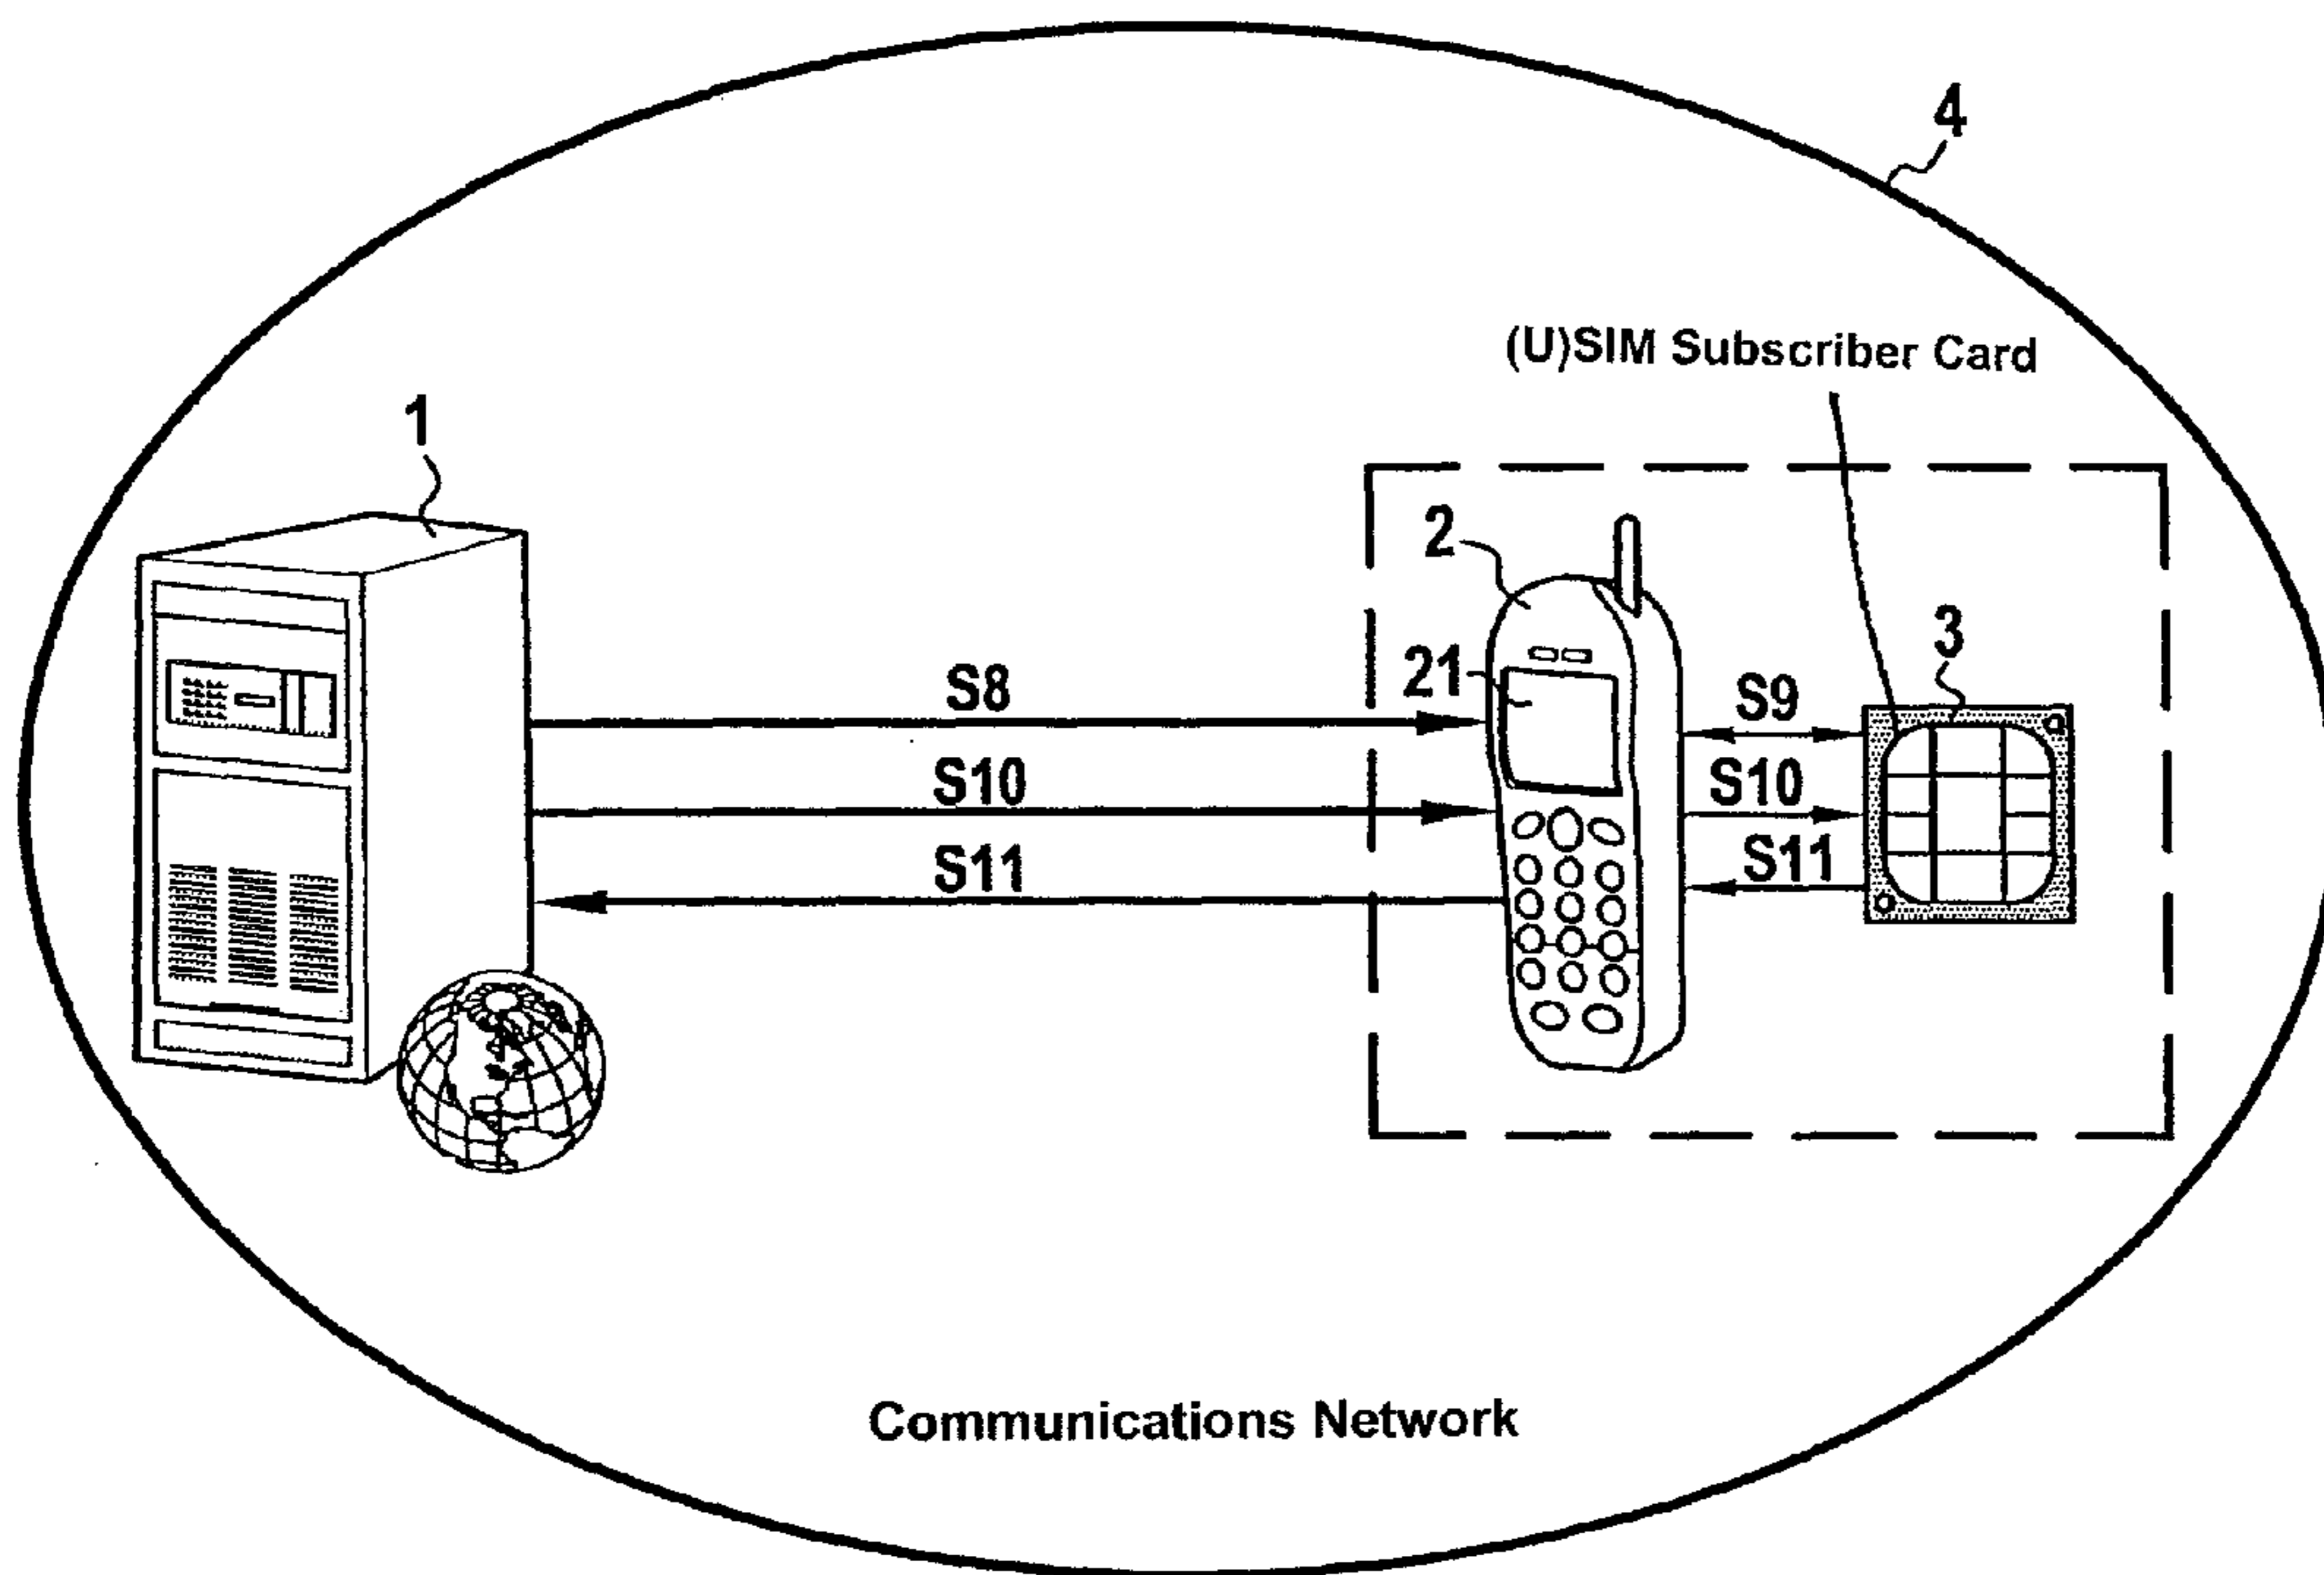 4
(U)SIM Subscriber Card
1
2
3
21
S8
S9
S10
S10
S11
S11
Communications Network